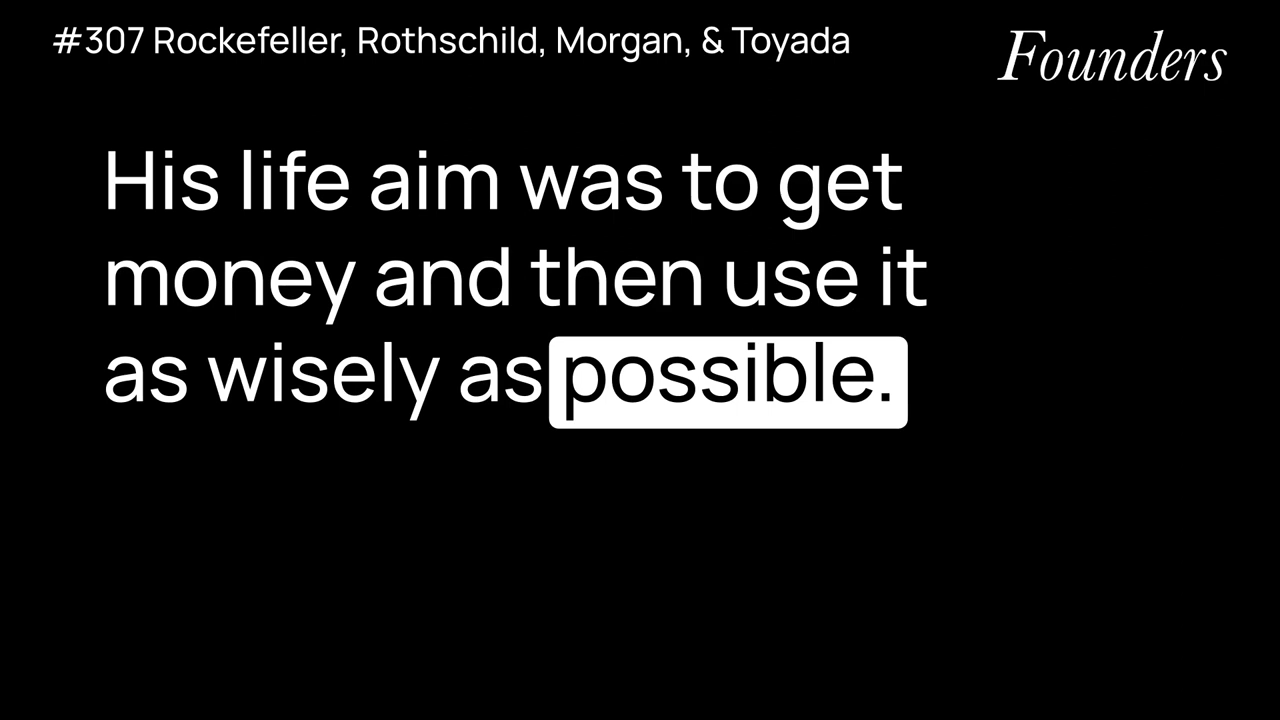 #307 Rockefeller, Rothschild, Morgan, & Toyada
Founders
His life aim was to get
money and then use it
as wisely as possible.